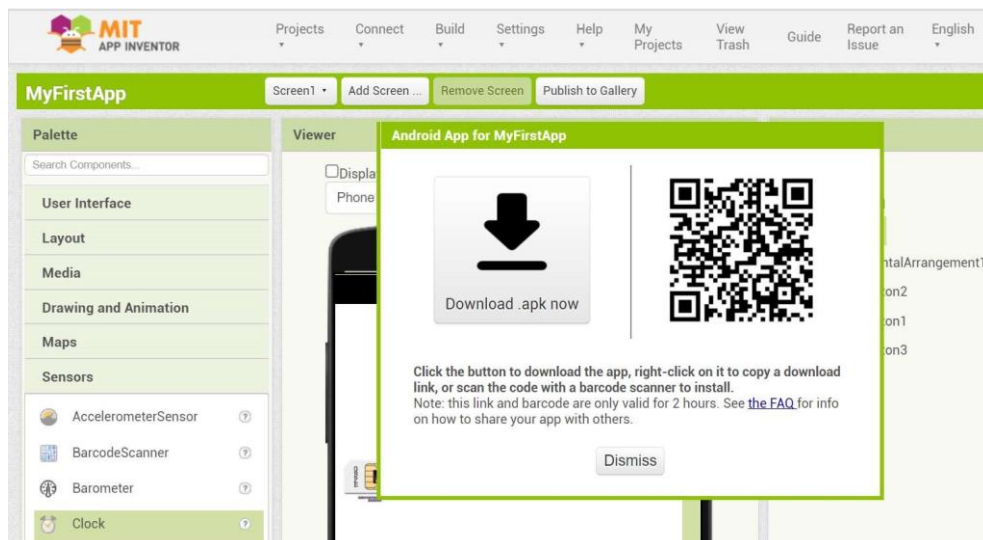 MIT
APP INVENTOR
Projects Connect Build Settings Help My Projects View Trash Guide Report an Issue English
MyFirstApp
Screen1 Add Screen ... Remove Screen Publish to Gallery
Palette
Search Components...
User Interface
Layout
Media
Drawing and Animation
Maps
Sensors
AccelerometerSensor
BarcodeScanner
Barometer
Clock
Viewer
Phone
Android App for MyFirstApp
Download .apk now
Click the button to download the app, right-click on it to copy a download
link, or scan the code with a barcode scanner to install.
Note: this link and barcode are only valid for 2 hours. See the FAQ for info
on how to share your app with others.
Dismiss